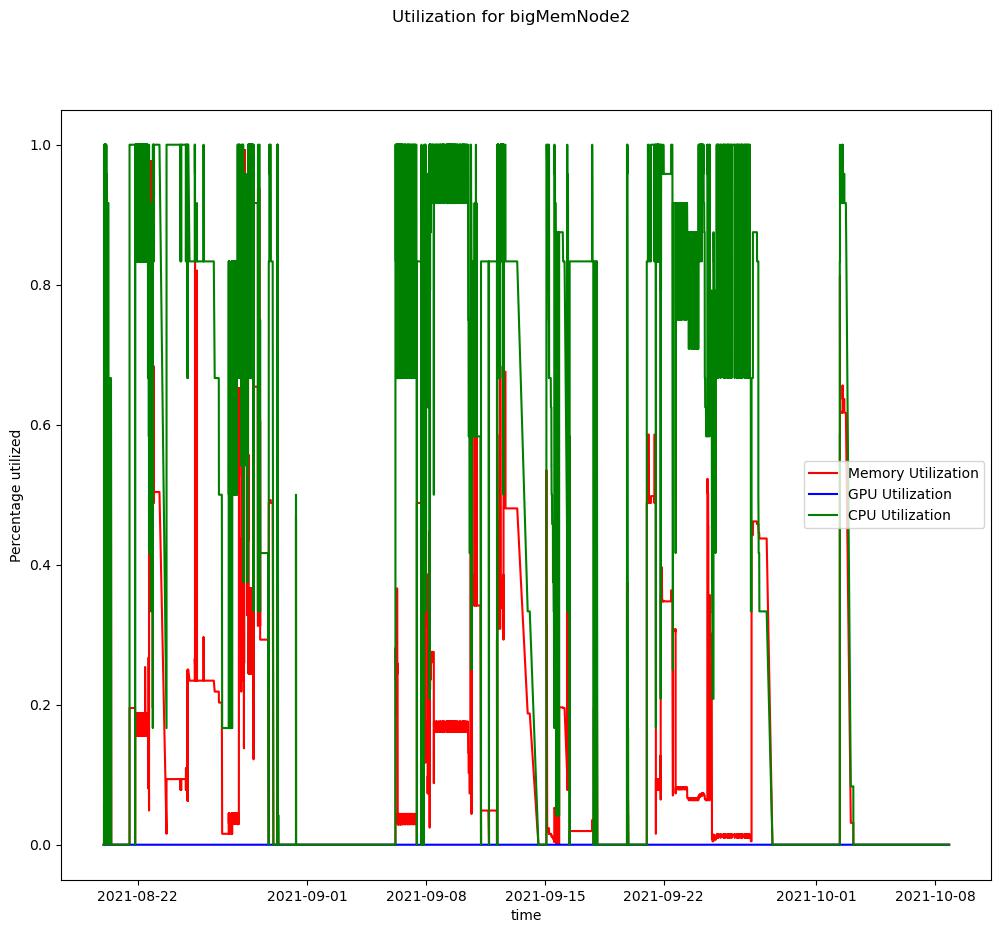 Utilization for bigMemNode2
1.0
0.8
0.6
0.4
0.2
0.0
Percentage utilized
Memory Utilization
GPU Utilization
CPU Utilization
2021-08-22
2021-09-01
2021-09-08
2021-09-15
2021-09-22
2021-10-01
2021-10-08
time